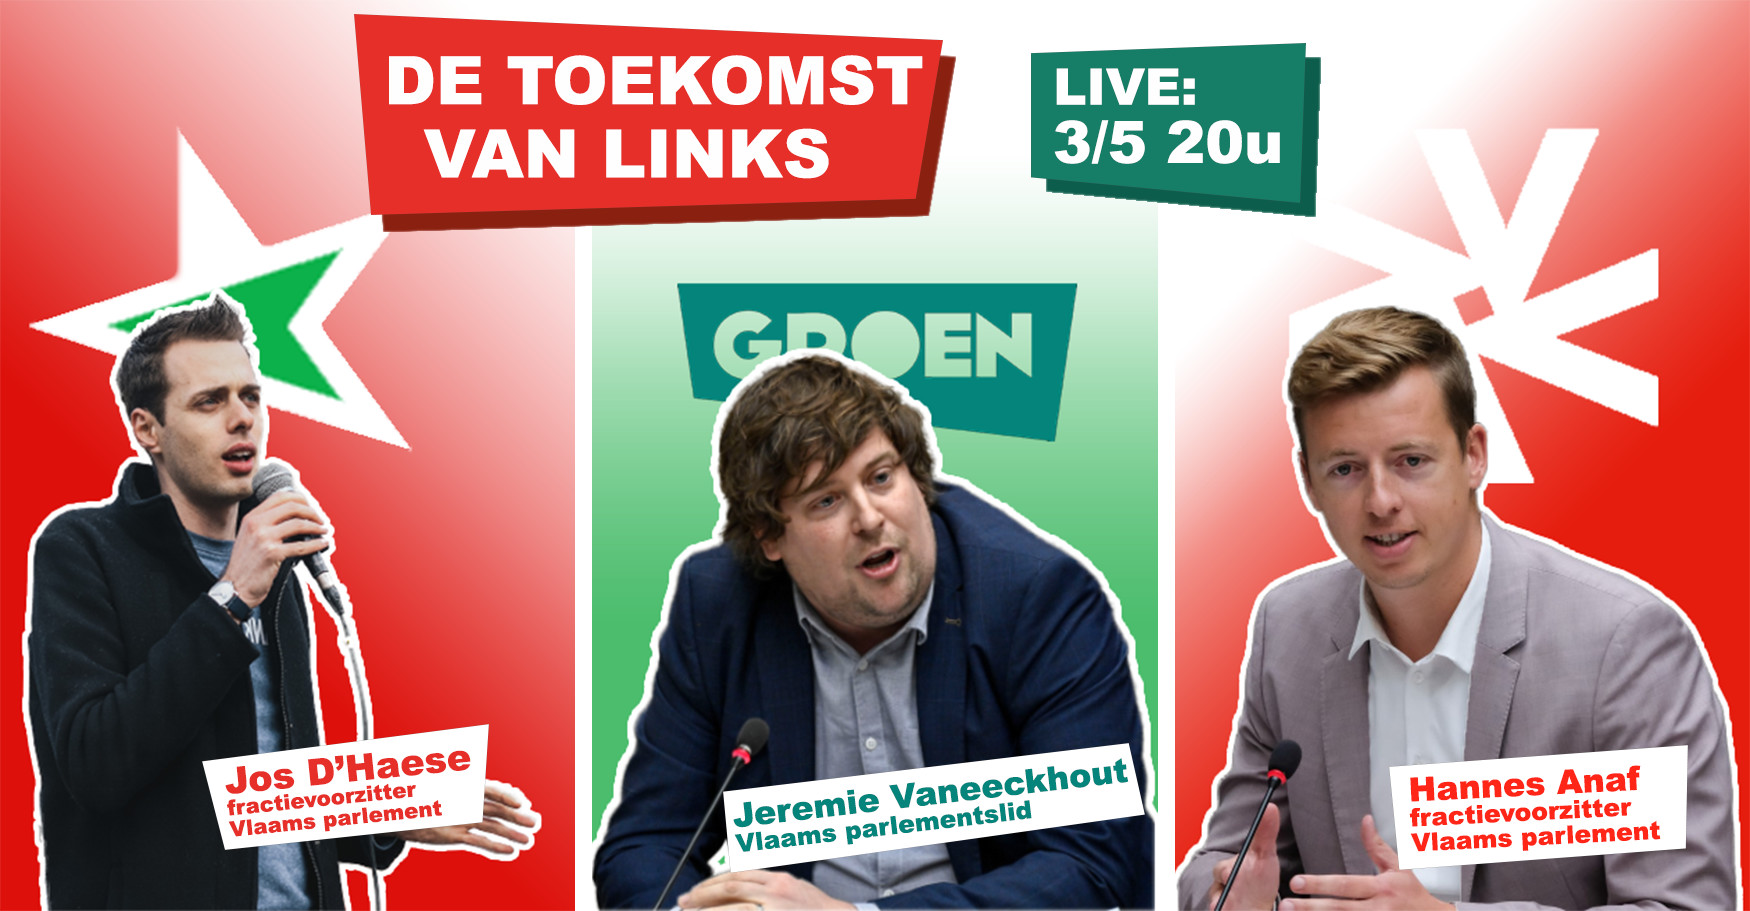 DE TOEKOMST
VAN LINKS
LIVE:
3/5 20u
GROEN
Jos D'Haese
fractievoorzitter
Vlaams parlement
Jeremie Vaneeckhout
Vlaams parlementslid
Hannes Anaf
fractievoorzitter
Vlaams parlement